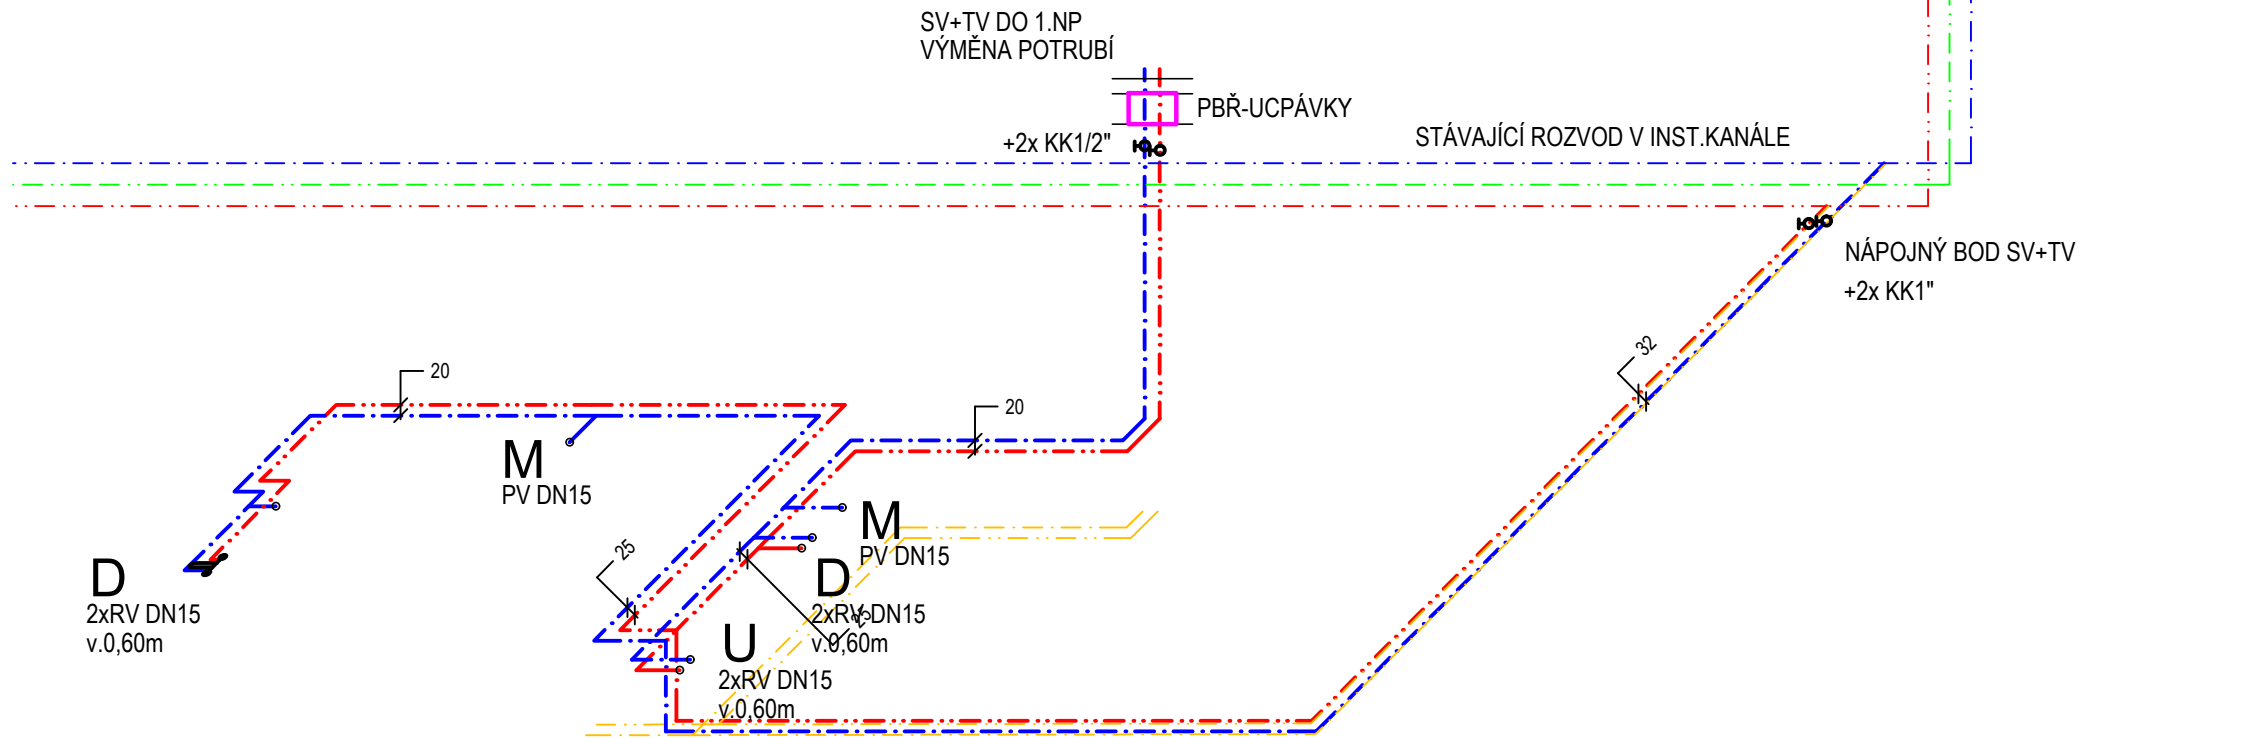 SV+TV DO 1.NP
VÝMĚNA POTRUBÍ
PBŘ-UCPÁVKY
+2x KK1/2"
STÁVAJÍCÍ ROZVOD V INST.KANÁLE
NÁPOJNÝ BOD SV+TV
+2x KK1"
32
20
20
M
PV DN15
M
PV DN15
25
D
2xRV DN15
v.0,60m
25
D
2xRV DN15
v.0,60m
U
2xRV DN15
v.0,60m